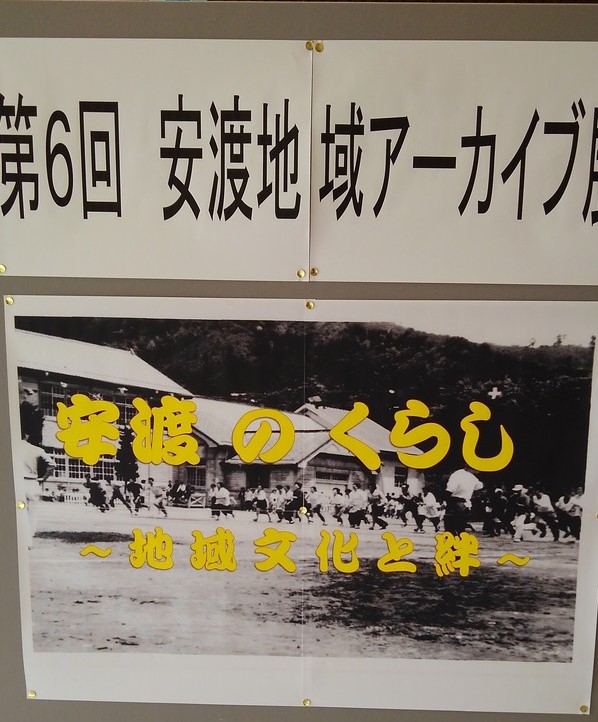 第6回 安渡地域アーカイブ展
安渡のくらし
~地域文化と絆~